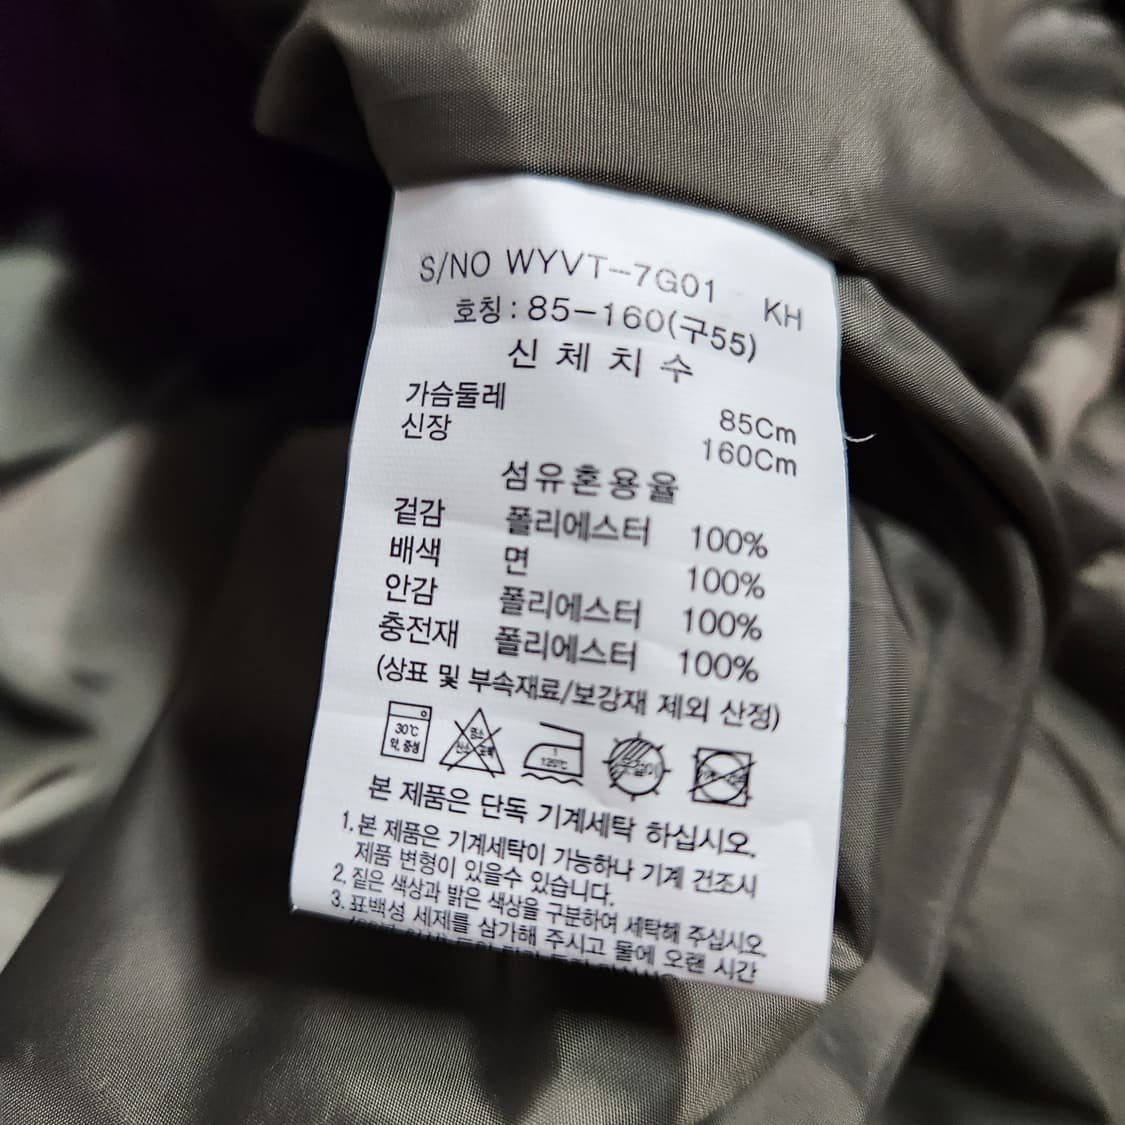 S/NO WYVT-7G01 KH
호칭 : 85-160(구55)
신체치수
가슴둘레 85Cm
신장 160Cm
섬유혼용율
겉감 폴리에스터 100%
배색 면 100%
안감 폴리에스터 100%
충전재 폴리에스터 100%
(상표 및 부속재료/보강재 제외 산정)
30℃
약, 중성
1
120℃
본 제품은 단독 기계세탁 하십시오.
1. 본 제품은 기계세탁이 가능하나 기계 건조시
제품 변형이 있을수 있습니다.
2. 짙은 색상과 밝은 색상을 구분하여 세탁해 주십시오.
3. 표백성 세제를 삼가해 주시고 물에 오랜 시간